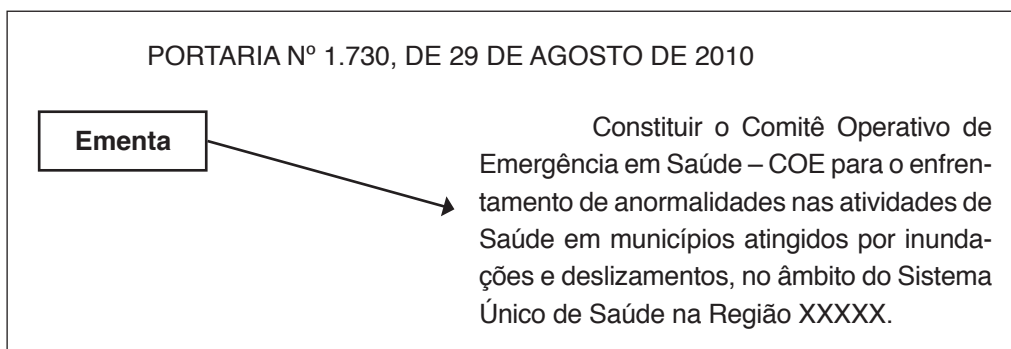 PORTARIA Nº 1.730, DE 29 DE AGOSTO DE 2010
Ementa
Constituir o Comitê Operativo de
Emergência em Saúde – COE para o enfren-
tamento de anormalidades nas atividades de
Saúde em municípios atingidos por inunda-
ções e deslizamentos, no âmbito do Sistema
Único de Saúde na Região XXXXX.